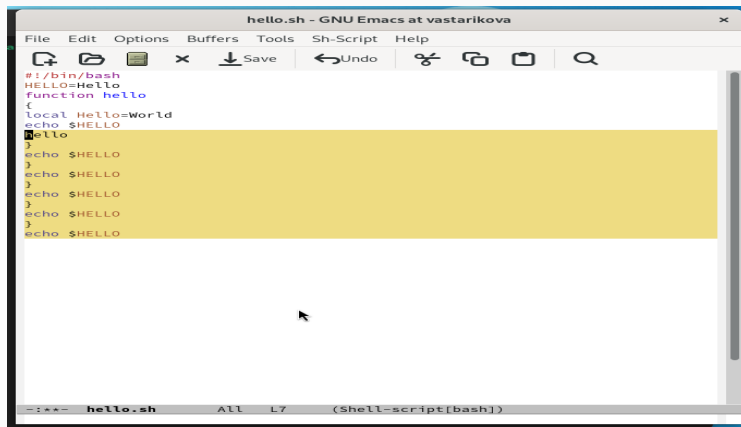 hello.sh - GNU Emacs at vastarikova
File Edit Options Buffers Tools Sh-Script Help
Save Undo
#!/bin/bash
HELLO=Hello
function hello
{
local Hello=World
echo $HELLO
hello
}
echo $HELLO
}
echo $HELLO
}
echo $HELLO
}
echo $HELLO
}
echo $HELLO
-:**- hello.sh All L7 (Shell-script[bash])